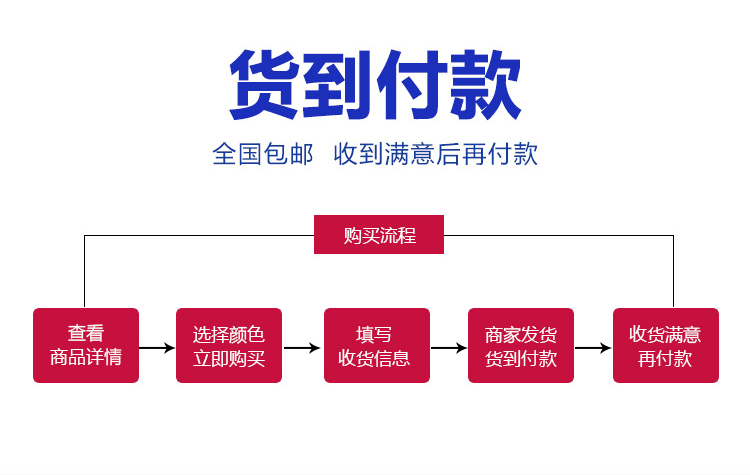 货到付款
全国包邮 收到满意后再付款
购买流程
查看
商品详情
选择颜色
立即购买
填写
收货信息
商家发货
货到付款
收货满意
再付款